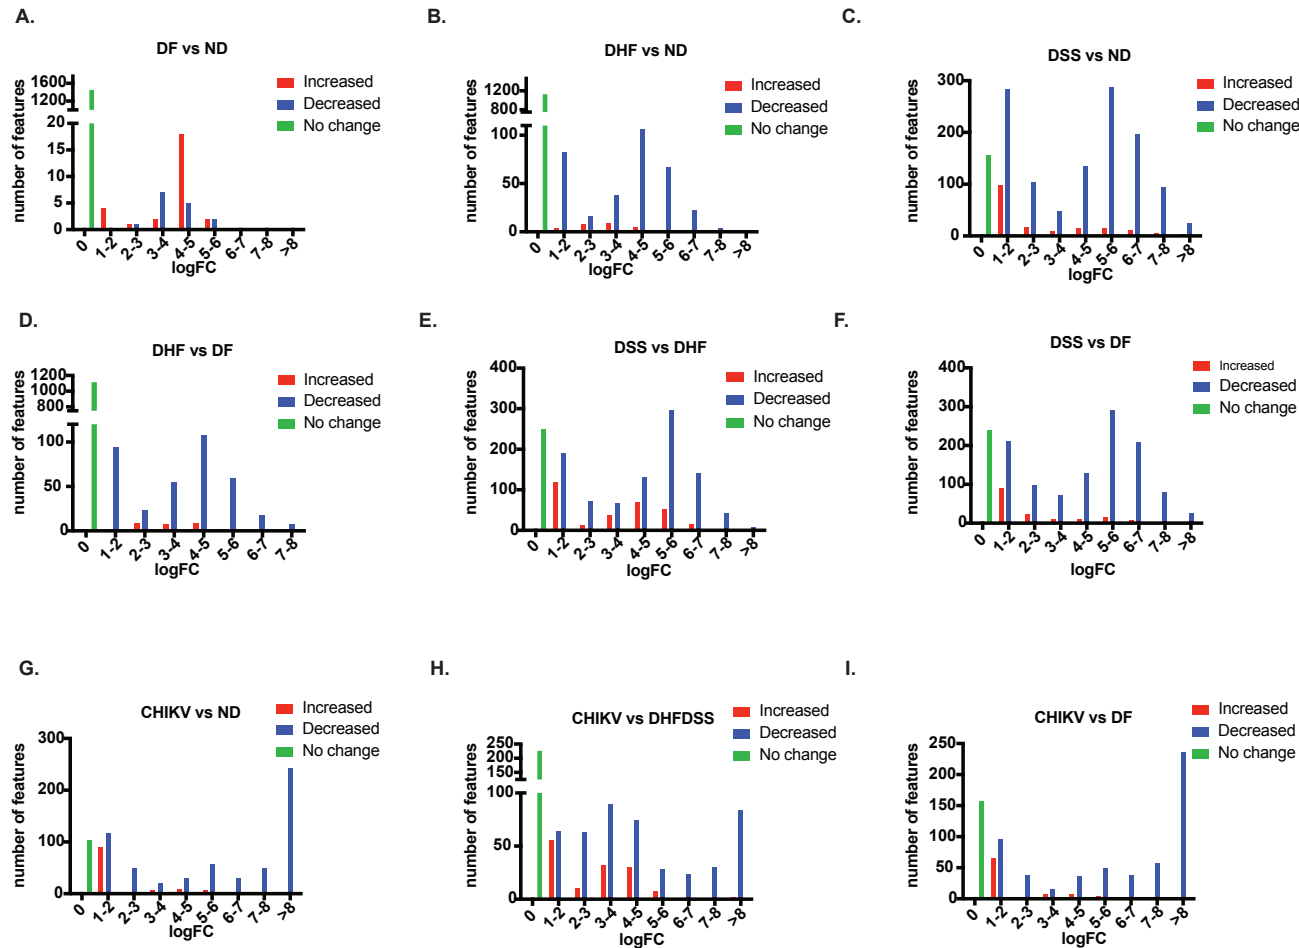 A.
DF vs ND
number of features
1600
1200
20
15
10
5
0
0 1-2 2-3 3-4 4-5 5-6 6-7 7-8 >8
logFC
Increased
Decreased
No change
B.
DHF vs ND
number of features
1200
800
100
50
0
0 1-2 2-3 3-4 4-5 5-6 6-7 7-8 >8
logFC
Increased
Decreased
No change
C.
DSS vs ND
number of features
300
200
100
0
0 1-2 2-3 3-4 4-5 5-6 6-7 7-8 >8
logFC
Increased
Decreased
No change
D.
DHF vs DF
number of features
1200
1000
800
100
50
0
0 1-2 2-3 3-4 4-5 5-6 6-7 7-8
logFC
Increased
Decreased
No change
E.
DSS vs DHF
number of features
400
300
200
100
0
0 1-2 2-3 3-4 4-5 5-6 6-7 7-8 >8
logFC
Increased
Decreased
No change
F.
DSS vs DF
number of features
400
300
200
100
0
0 1-2 2-3 3-4 4-5 5-6 6-7 7-8 >8
logFC
Increased
Decreased
No change
G.
CHIKV vs ND
number of features
300
200
100
0
0 1-2 2-3 3-4 4-5 5-6 6-7 7-8 >8
logFC
Increased
Decreased
No change
H.
CHIKV vs DHFDSS
number of features
250
200
150
100
50
0
0 1-2 2-3 3-4 4-5 5-6 6-7 7-8 >8
logFC
Increased
Decreased
No change
I.
CHIKV vs DF
number of features
250
200
150
100
50
0
0 1-2 2-3 3-4 4-5 5-6 6-7 7-8 >8
logFC
Increased
Decreased
No change